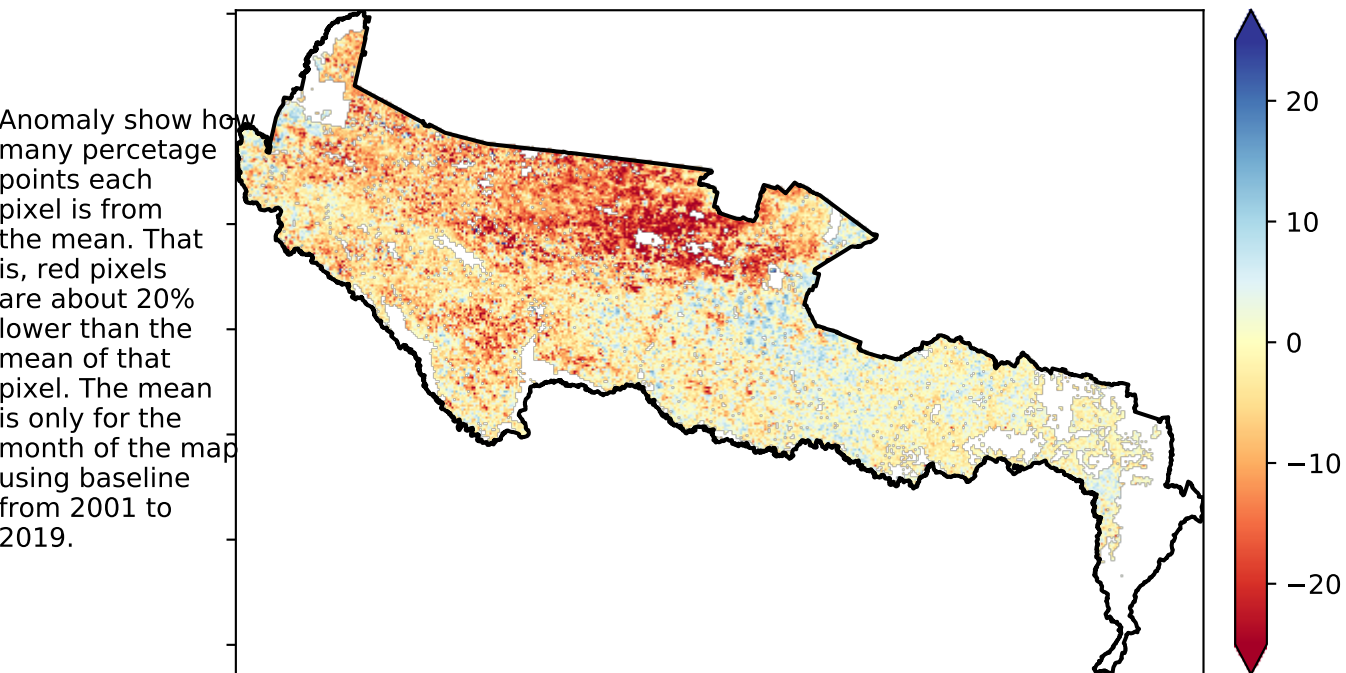 Anomaly show how
many percetage
points each
pixel is from
the mean. That
is, red pixels
are about 20%
lower than the
mean of that
pixel. The mean
is only for the
month of the map
using baseline
from 2001 to
2019.
20
10
0
−10
−20